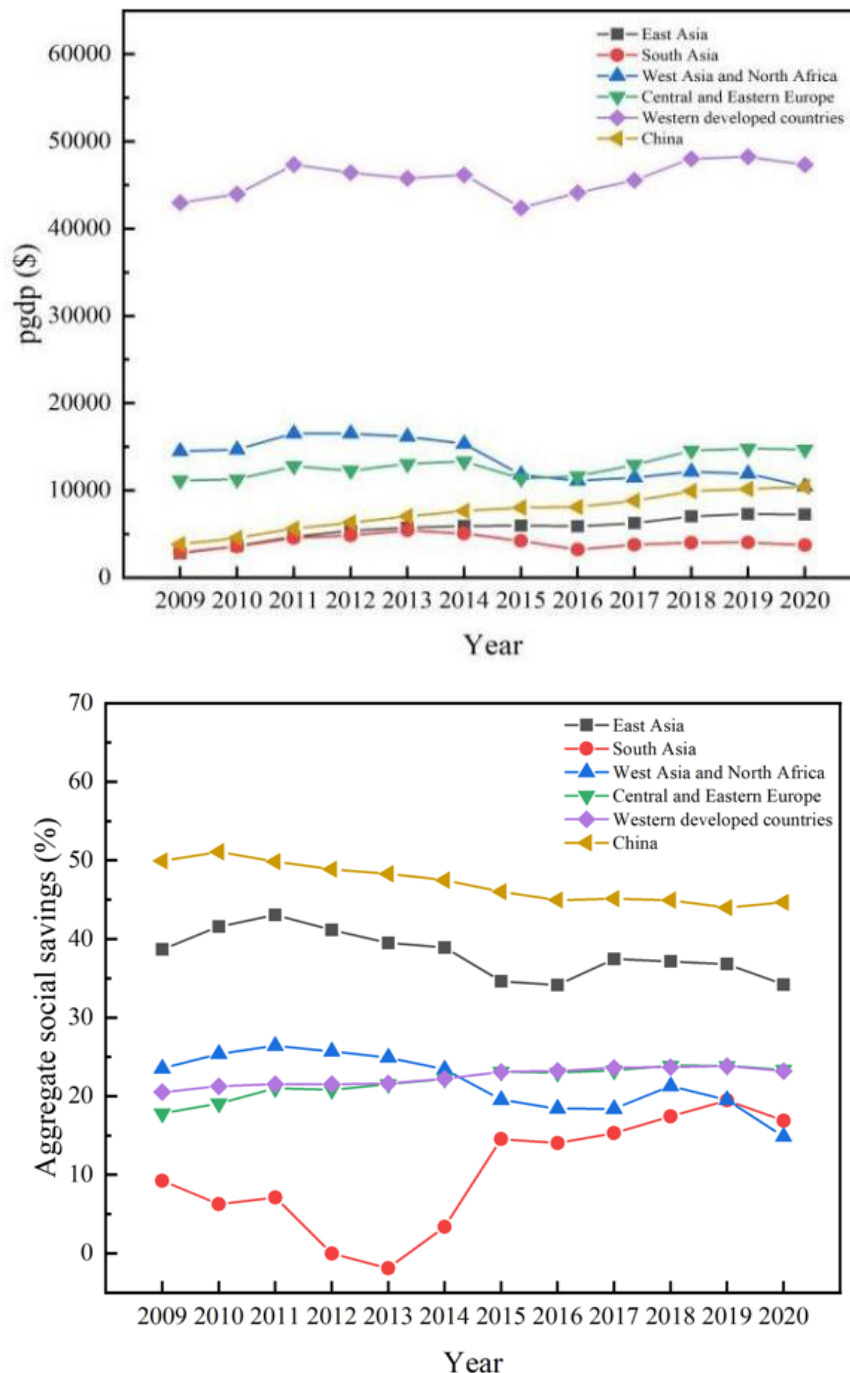 60000
50000
40000
30000
20000
10000
0
pgdp ($)
East Asia
South Asia
West Asia and North Africa
Central and Eastern Europe
Western developed countries
China
2009 2010 2011 2012 2013 2014 2015 2016 2017 2018 2019 2020
Year
70
60
50
40
30
20
10
0
Aggregate social savings (%)
East Asia
South Asia
West Asia and North Africa
Central and Eastern Europe
Western developed countries
China
2009 2010 2011 2012 2013 2014 2015 2016 2017 2018 2019 2020
Year